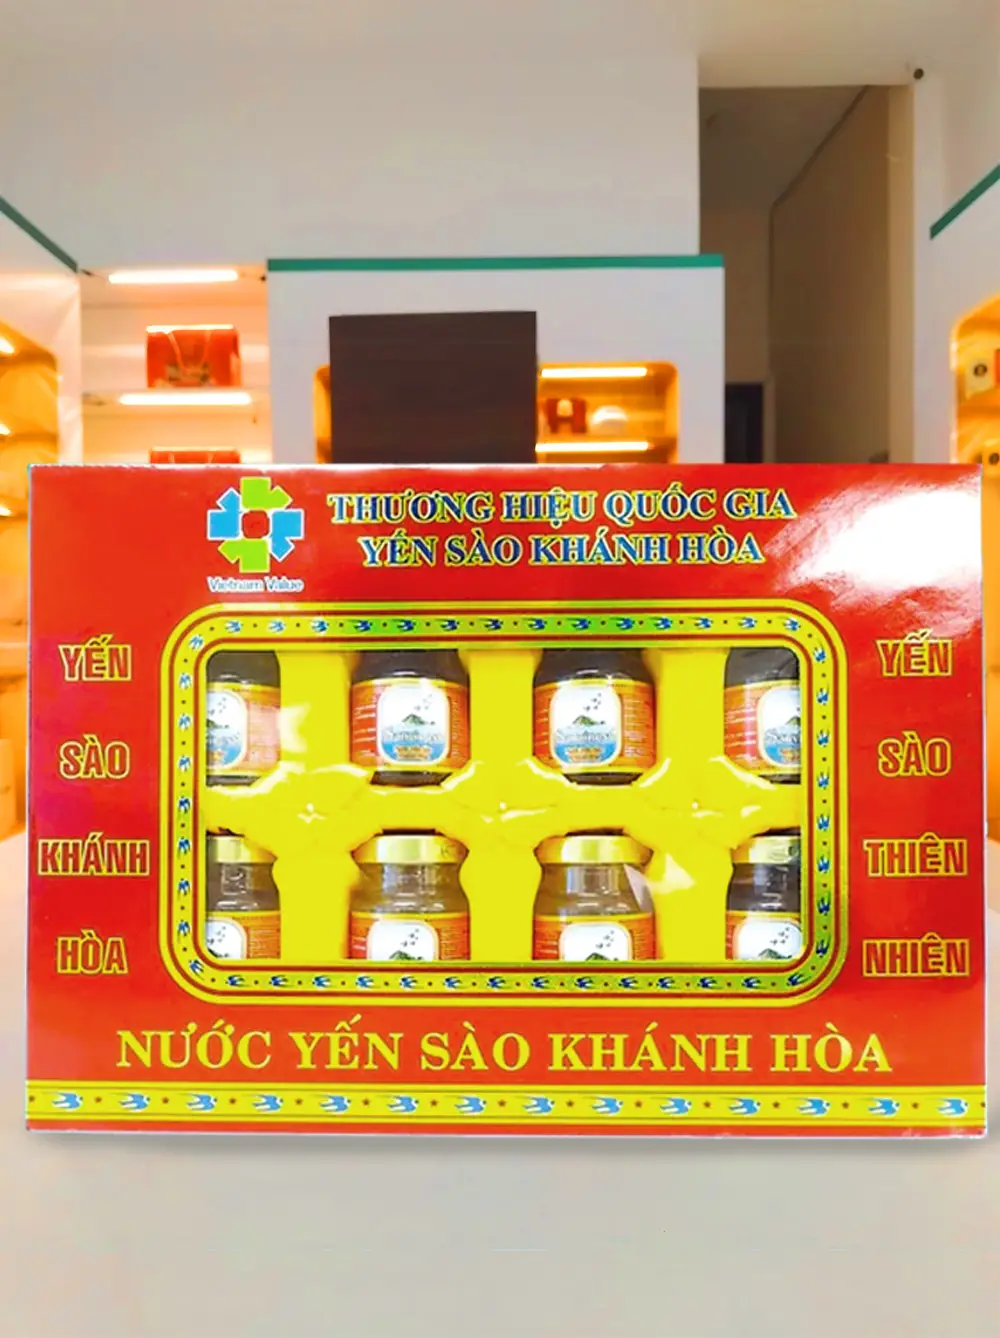 THƯƠNG HIỆU QUỐC GIA
YẾN SÀO KHÁNH HÒA
Vietnam Value
YẾN
SÀO
KHÁNH
HÒA
YẾN
SÀO
THIÊN
NHIÊN
NƯỚC YẾN SÀO KHÁNH HÒA